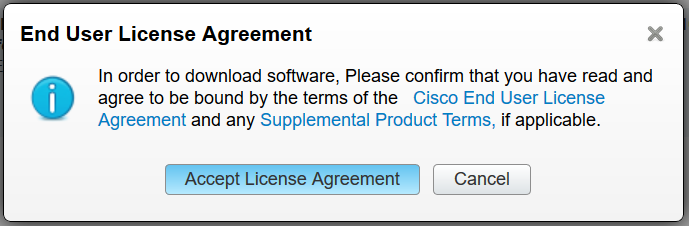 End User License Agreement
In order to download software, Please confirm that you have read and
agree to be bound by the terms of the Cisco End User License
Agreement and any Supplemental Product Terms, if applicable.
Accept License Agreement
Cancel